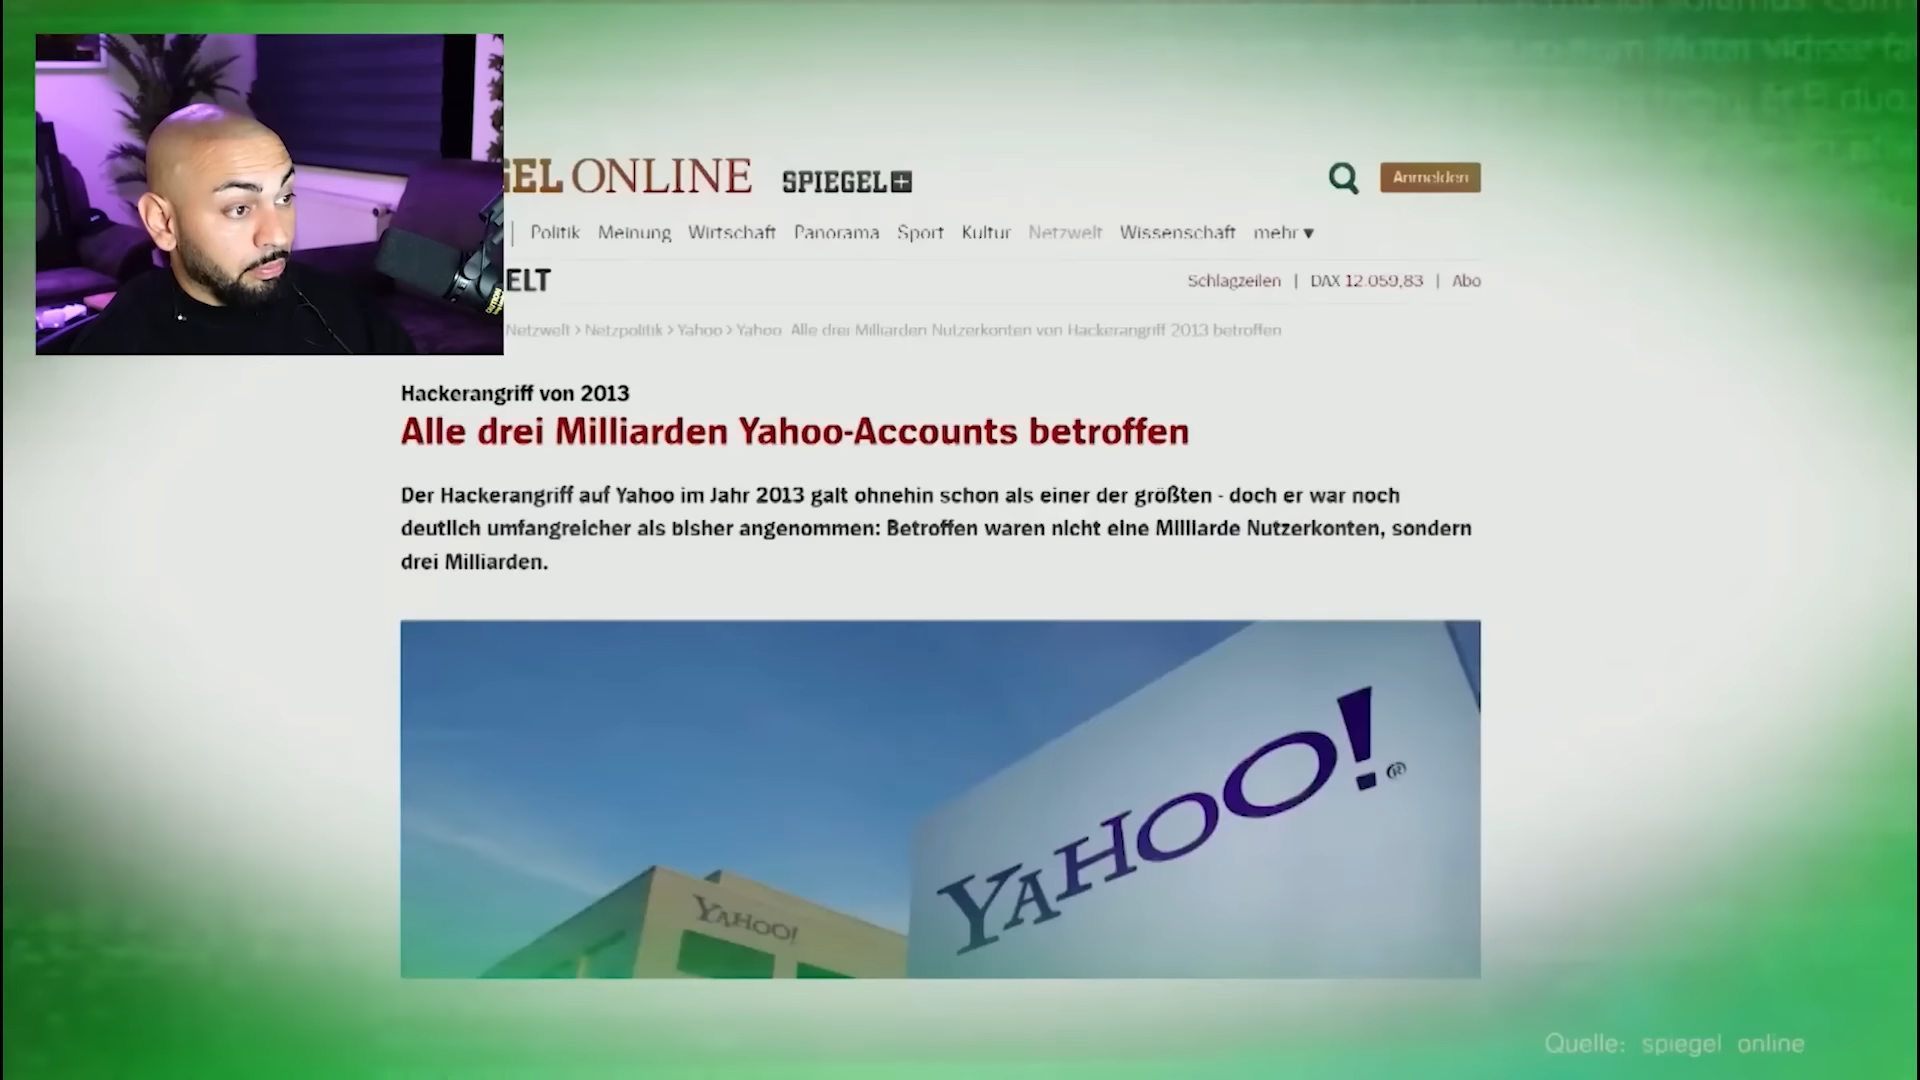 GEL ONLINE SPIEGEL+
Anmelden
Politik Meinung Wirtschaft Panorama Sport Kultur Netzwelt Wissenschaft mehr ▼
ELT
Schlagzeilen | DAX 12.059,83 | Abo
Netzwelt > Netzpolitik > Yahoo > Yahoo Alle drei Milliarden Nutzerkonten von Hackerangriff 2013 betroffen
Hackerangriff von 2013
Alle drei Milliarden Yahoo-Accounts betroffen
Der Hackerangriff auf Yahoo im Jahr 2013 galt ohnehin schon als einer der größten - doch er war noch
deutlich umfangreicher als bisher angenommen: Betroffen waren nicht eine Milliarde Nutzerkonten, sondern
drei Milliarden.
YAHOO!®
YAHOO!
Quelle: spiegel online